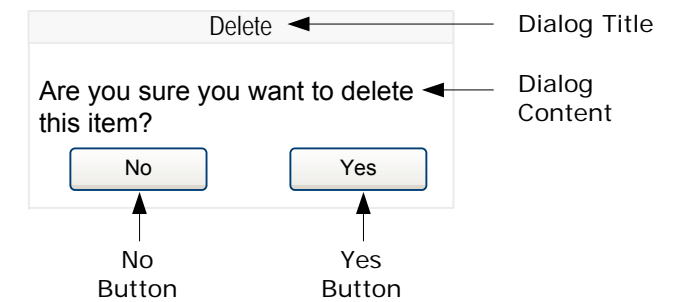 Delete
Dialog Title
Are you sure you want to delete
this item?
Dialog
Content
No
Yes
No
Button
Yes
Button